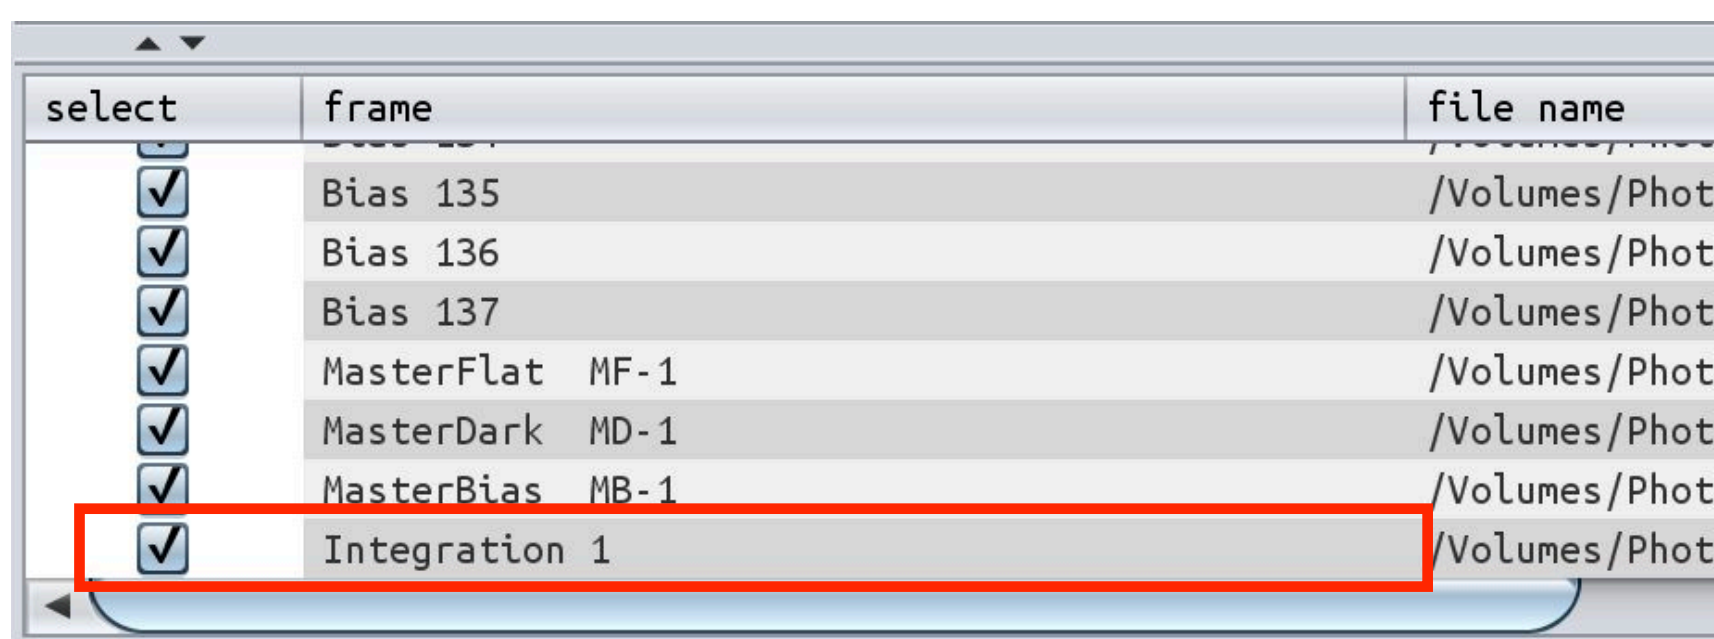 select frame file name
Bias 135 /Volumes/Phot
Bias 136 /Volumes/Phot
Bias 137 /Volumes/Phot
MasterFlat MF-1 /Volumes/Phot
MasterDark MD-1 /Volumes/Phot
MasterBias MB-1 /Volumes/Phot
Integration 1 /Volumes/Phot